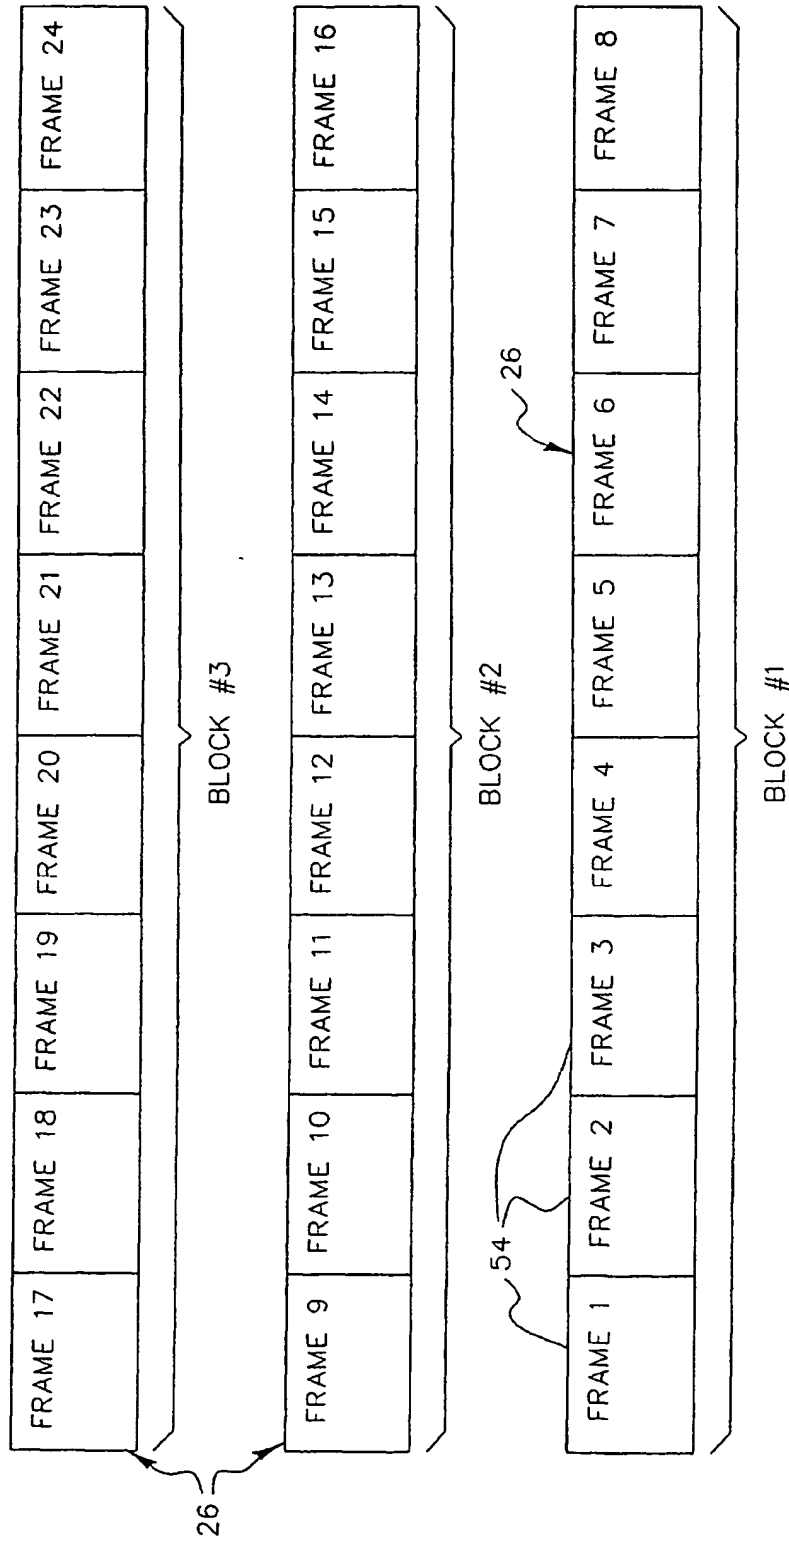 FRAME 17 FRAME 18 FRAME 19 FRAME 20 FRAME 21 FRAME 22 FRAME 23 FRAME 24
BLOCK #3
26
FRAME 9 FRAME 10 FRAME 11 FRAME 12 FRAME 13 FRAME 14 FRAME 15 FRAME 16
BLOCK #2
54
26
FRAME 1 FRAME 2 FRAME 3 FRAME 4 FRAME 5 FRAME 6 FRAME 7 FRAME 8
BLOCK #1